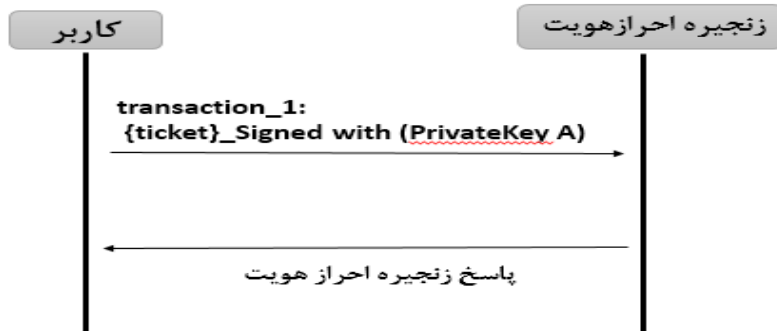 کاربر
زنجیره احرازهویت
transaction_1:
{ticket}_Signed with (PrivateKey A)
پاسخ زنجیره احراز هویت